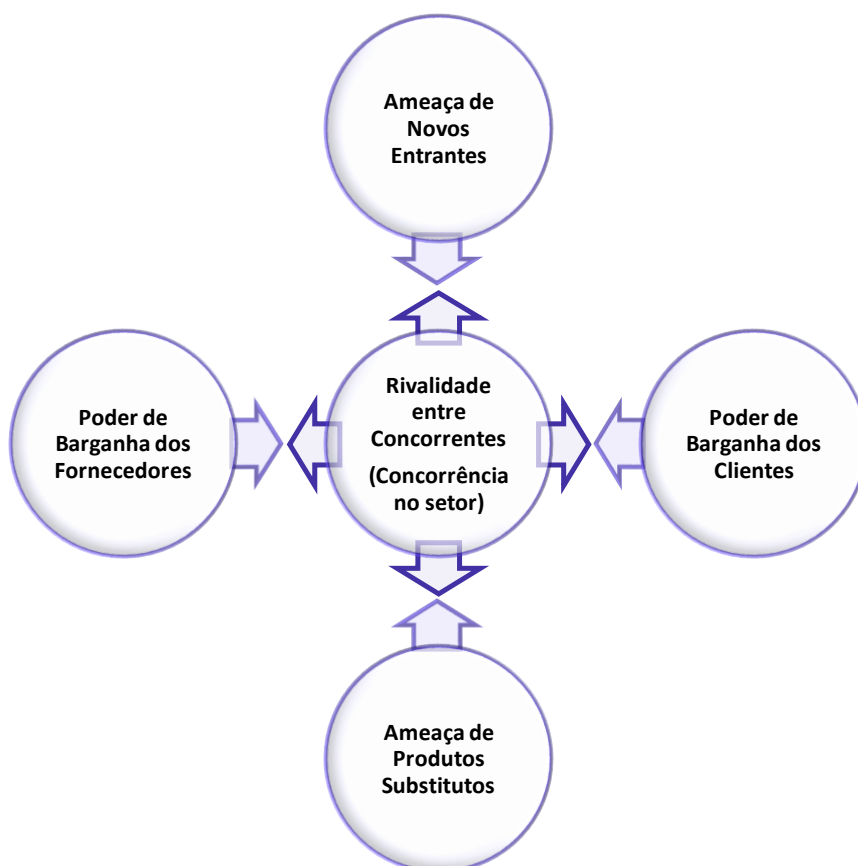 Ameaça de
Novos
Entrantes
Poder de
Barganha dos
Fornecedores
Rivalidade
entre
Concorrentes
(Concorrência
no setor)
Poder de
Barganha dos
Clientes
Ameaça de
Produtos
Substitutos